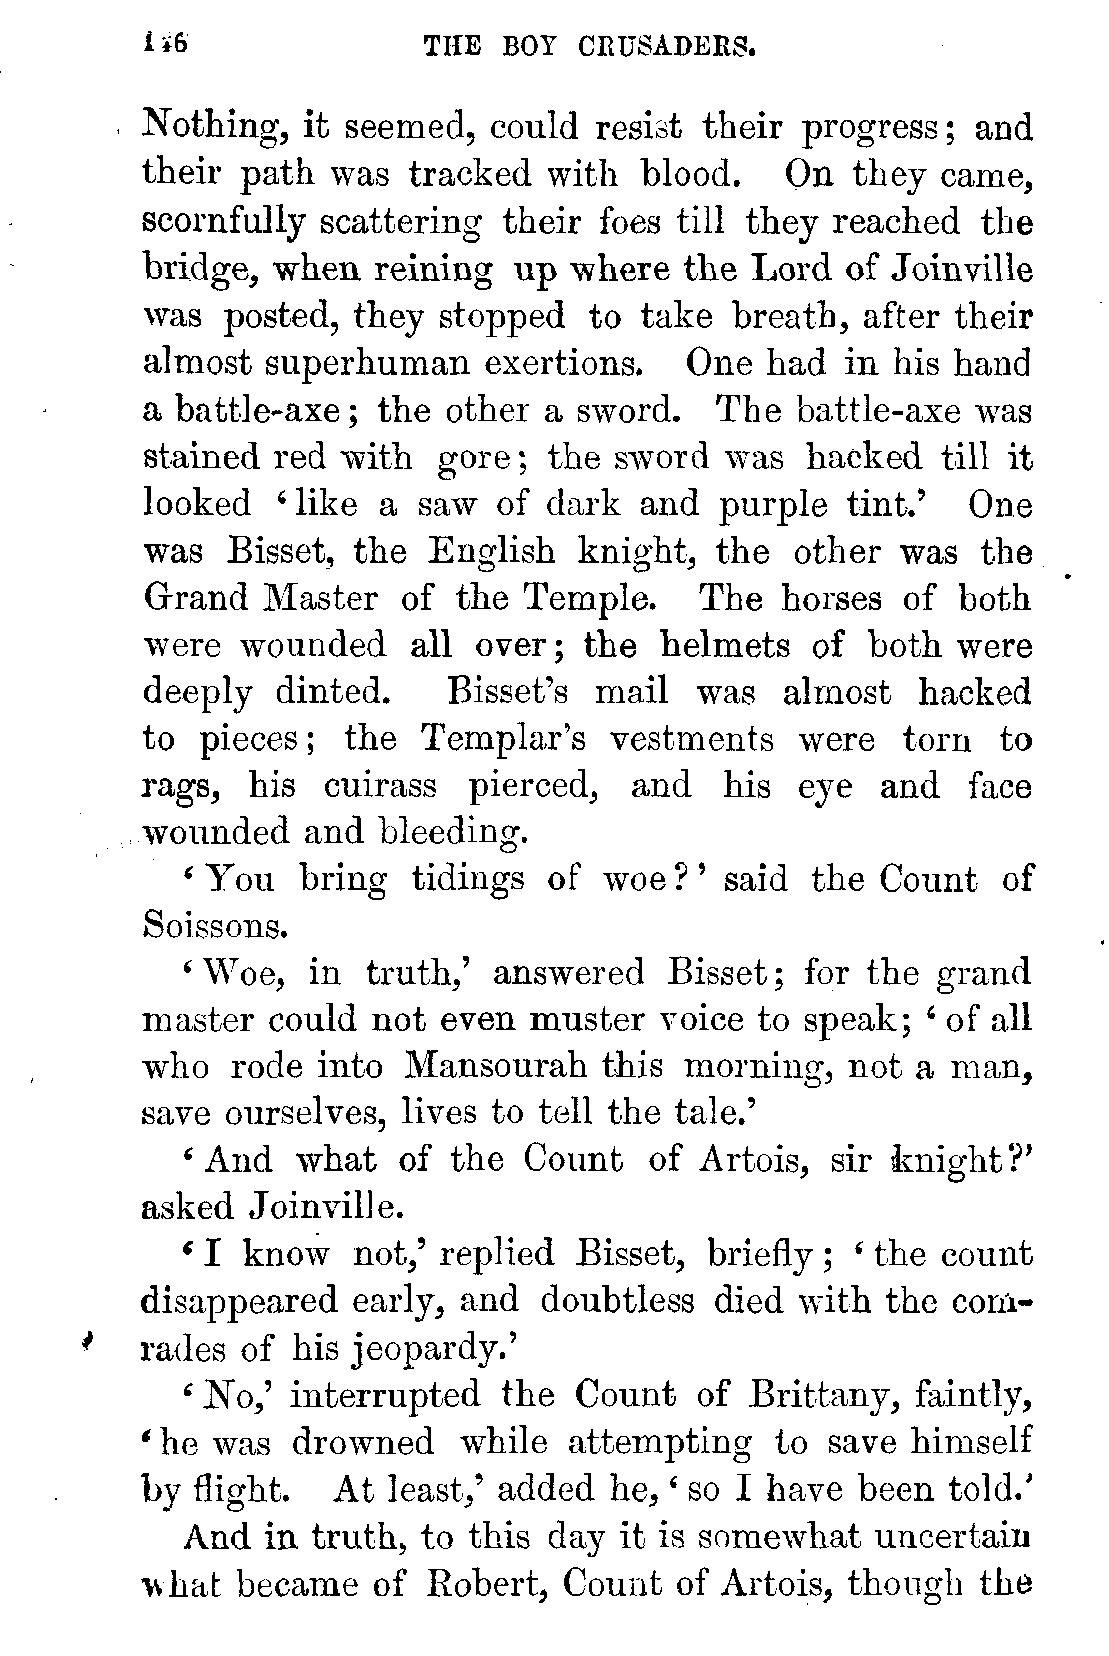 THE BOY CRUSADERS.
Nothing, it seemed, could resist their progress; and
their path was tracked with blood. On they came,
scornfully scattering their foes till they reached the
bridge, when reining up where the Lord of Joinville
was posted, they stopped to take breath, after their
almost superhuman exertions. One had in his hand
a battle-axe; the other a sword. The battle-axe was
stained red with gore; the sword was hacked till it
looked ‘like a saw of dark and purple tint.’ One
was Bisset, the English knight, the other was the
Grand Master of the Temple. The horses of both
were wounded all over; the helmets of both were
deeply dinted. Bisset’s mail was almost hacked
to pieces; the Templar’s vestments were torn to
rags, his cuirass pierced, and his eye and face
wounded and bleeding.
‘You bring tidings of woe?’ said the Count of
Soissons.
‘Woe, in truth,’ answered Bisset; for the grand
master could not even muster voice to speak; ‘of all
who rode into Mansourah this morning, not a man,
save ourselves, lives to tell the tale.’
‘And what of the Count of Artois, sir knight?’
asked Joinville.
‘I know not,’ replied Bisset, briefly; ‘the count
disappeared early, and doubtless died with the com-
rades of his jeopardy.’
‘No,’ interrupted the Count of Brittany, faintly,
‘he was drowned while attempting to save himself
by flight. At least,’ added he, ‘so I have been told.’
And in truth, to this day it is somewhat uncertain
what became of Robert, Count of Artois, though the